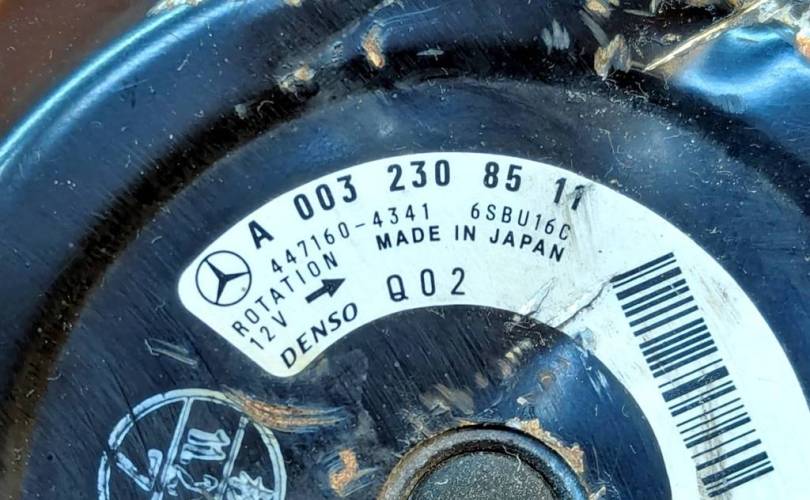 A 003 230 85 11
447160-4341 6SBU16C
ROTATION MADE IN JAPAN
12V Q02
DENSO